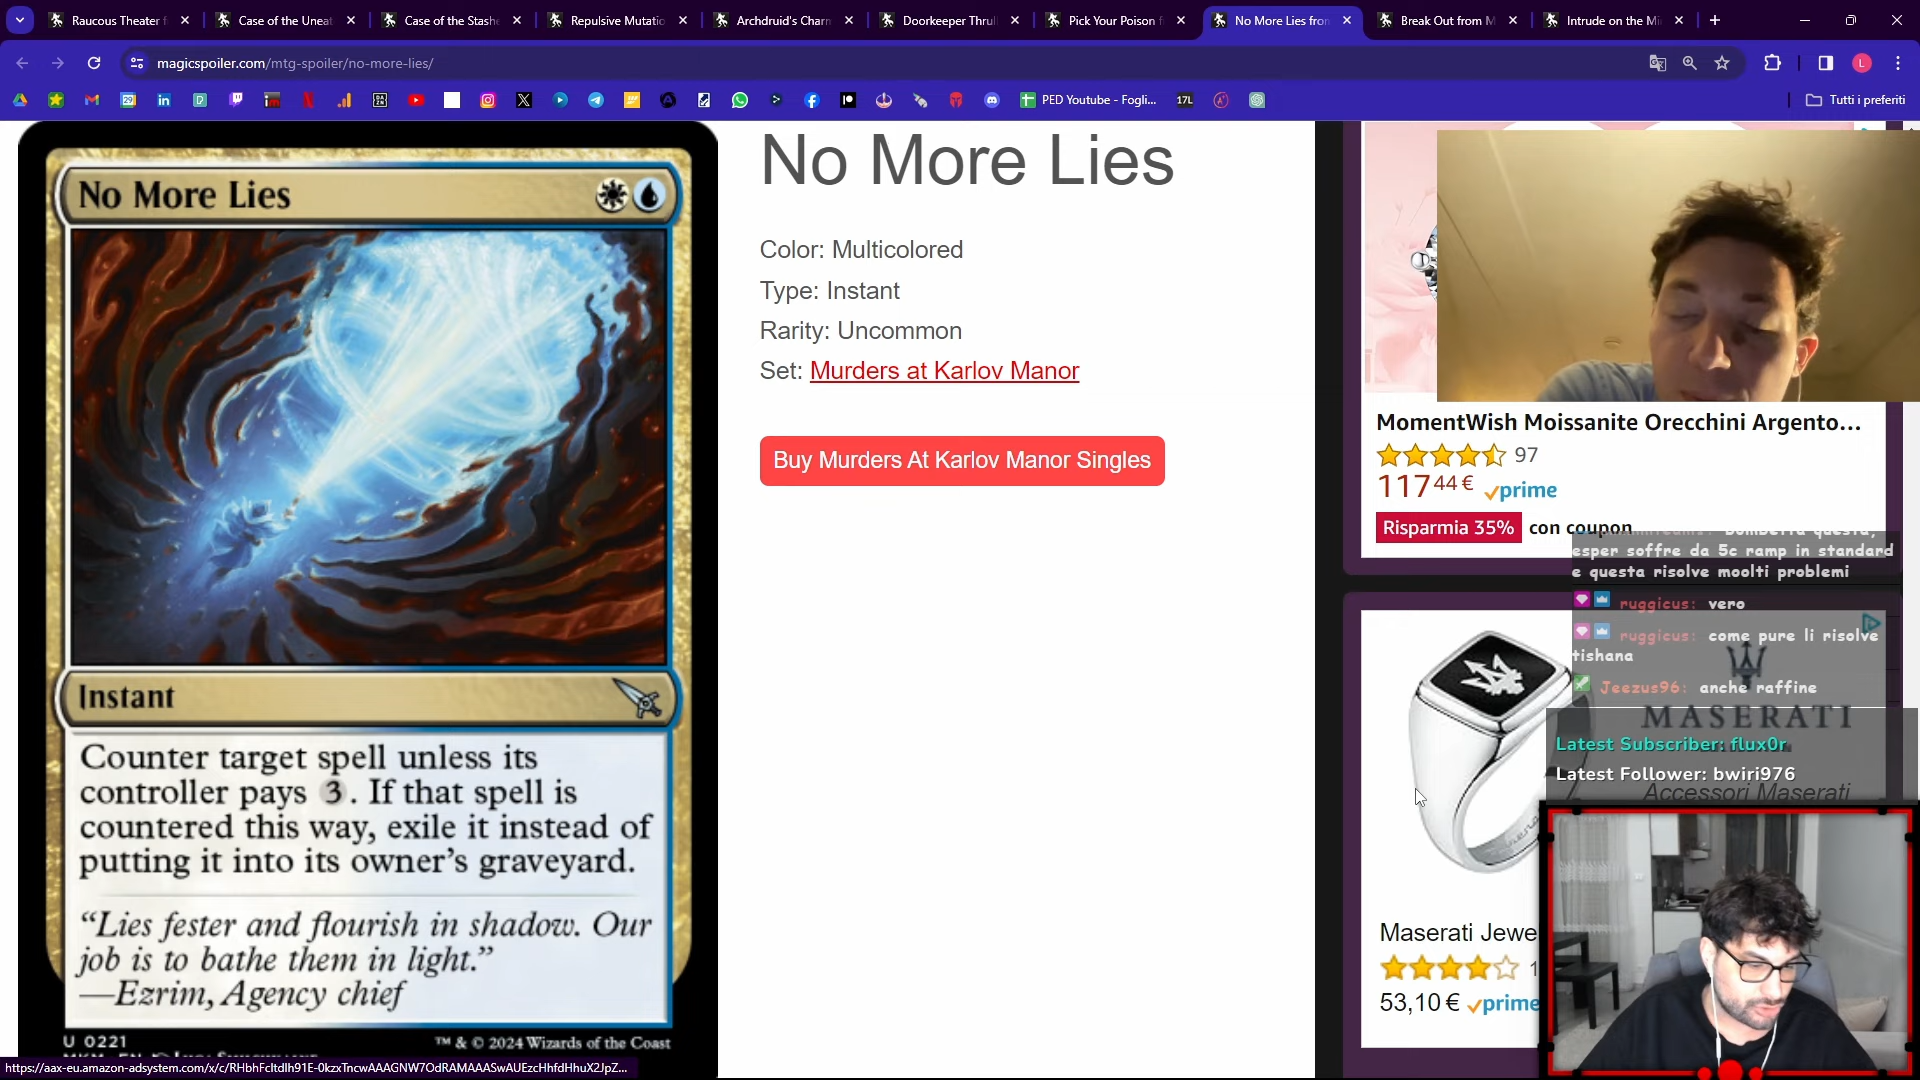 Raucous Theater f
Case of the Uneat
Case of the Stashe
Repulsive Mutatio
Archdruid's Charm
Doorkeeper Thrull
Pick Your Poison f
No More Lies from
Break Out from M
Intrude on the Mi
magicspoiler.com/mtg-spoiler/no-more-lies/
PED Youtube - Fogli...
17L
Tutti i preferiti
No More Lies
Instant
Counter target spell unless its
controller pays 3. If that spell is
countered this way, exile it instead of
putting it into its owner's graveyard.
"Lies fester and flourish in shadow. Our
job is to bathe them in light."
—Ezrim, Agency chief
U 0221
™ & © 2024 Wizards of the Coast
No More Lies
Color: Multicolored
Type: Instant
Rarity: Uncommon
Set: Murders at Karlov Manor
Buy Murders At Karlov Manor Singles
MomentWish Moissanite Orecchini Argento...
97
117 44 € prime
Risparmia 35% con coupon
esper soffre da 5c ramp in standard
e questa risolve moolti problemi
ruggicus: vero
ruggicus: come pure li risolve
tishana
Jeezus96: anche raffine
MASERATI
Latest Subscriber: flux0r
Latest Follower: bwiri976
Accessori Maserati
Maserati Jewe
53,10 € prime